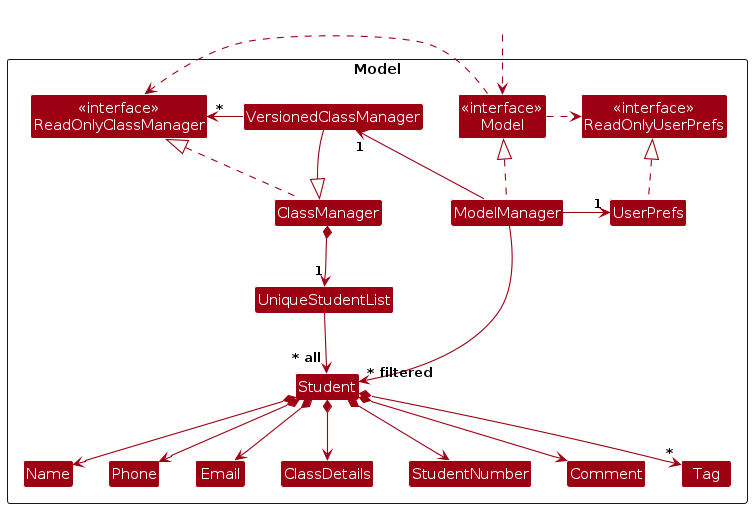 Model
«interface»
ReadOnlyClassManager
*
VersionedClassManager
«interface»
Model
«interface»
ReadOnlyUserPrefs
1
ClassManager
ModelManager
1
UserPrefs
1
UniqueStudentList
* all
* filtered
Student
*
Name
Phone
Email
ClassDetails
StudentNumber
Comment
Tag